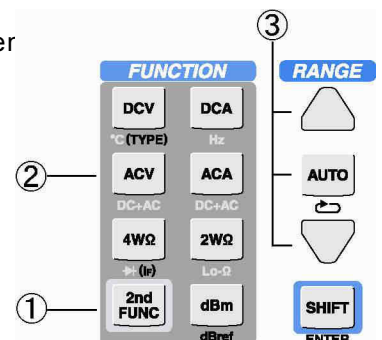 ③
er
FUNCTION RANGE
DCV DCA
°C (TYPE) Hz
② ACV ACA AUTO
DC+AC DC+AC
4WΩ 2WΩ
(IF) Lo-Ω
① 2nd FUNC dBm SHIFT
dBref ENTER